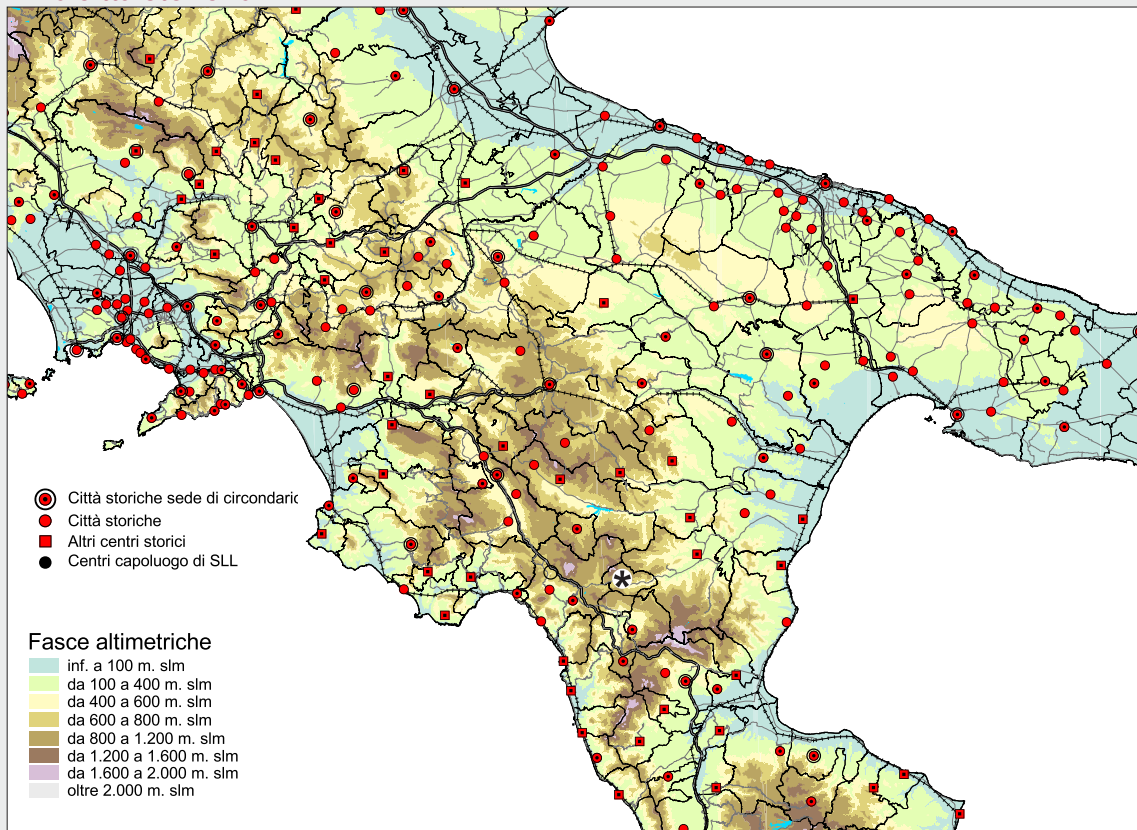 Città storiche sede di circondario
Città storiche
Altri centri storici
Centri capoluogo di SLL
Fasce altimetriche
inf. a 100 m. slm
da 100 a 400 m. slm
da 400 a 600 m. slm
da 600 a 800 m. slm
da 800 a 1.200 m. slm
da 1.200 a 1.600 m. slm
da 1.600 a 2.000 m. slm
oltre 2.000 m. slm
*